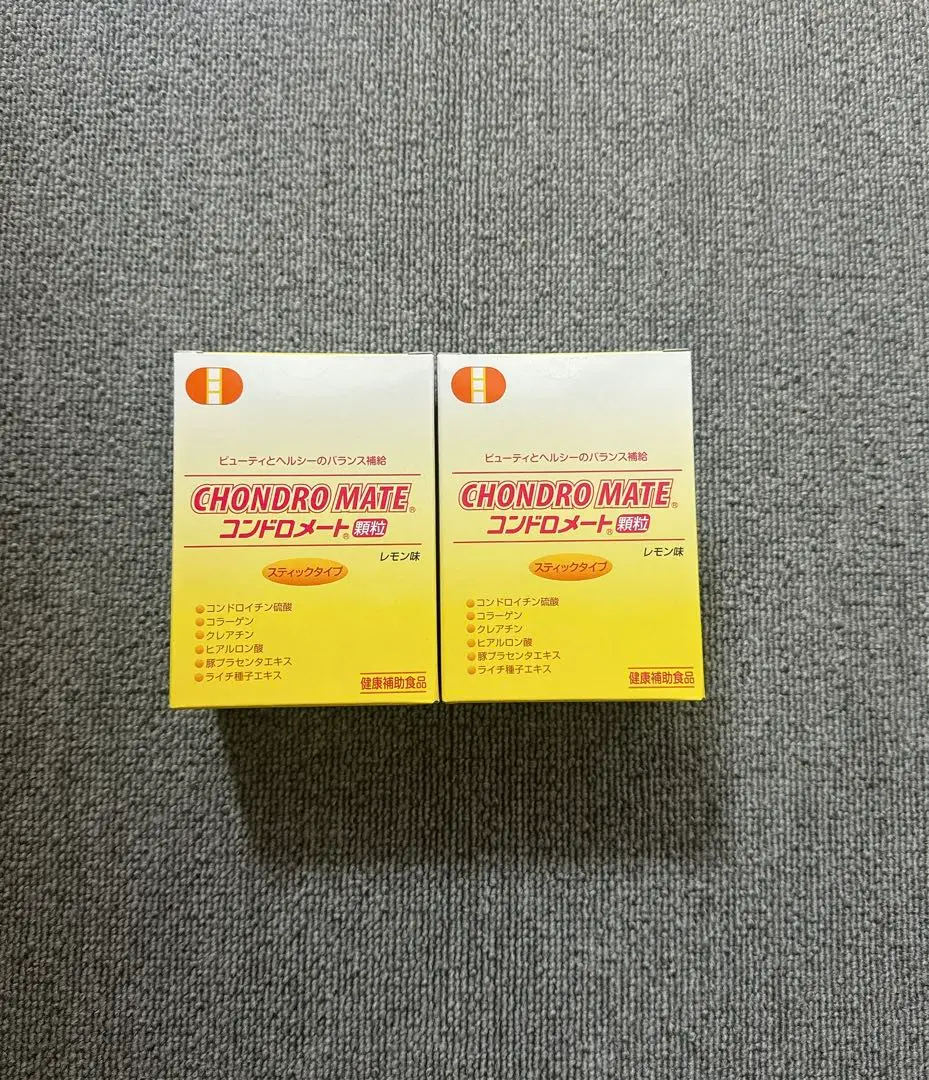 ビューティとヘルシーのバランス補給
CHONDRO MATE®
コンドロメート®顆粒
レモン味
スティックタイプ
コンドロイチン硫酸
コラーゲン
クレアチン
ヒアルロン酸
豚プラセンタエキス
ライチ種子エキス
健康補助食品
ビューティとヘルシーのバランス補給
CHONDRO MATE®
コンドロメート®顆粒
レモン味
スティックタイプ
コンドロイチン硫酸
コラーゲン
クレアチン
ヒアルロン酸
豚プラセンタエキス
ライチ種子エキス
健康補助食品